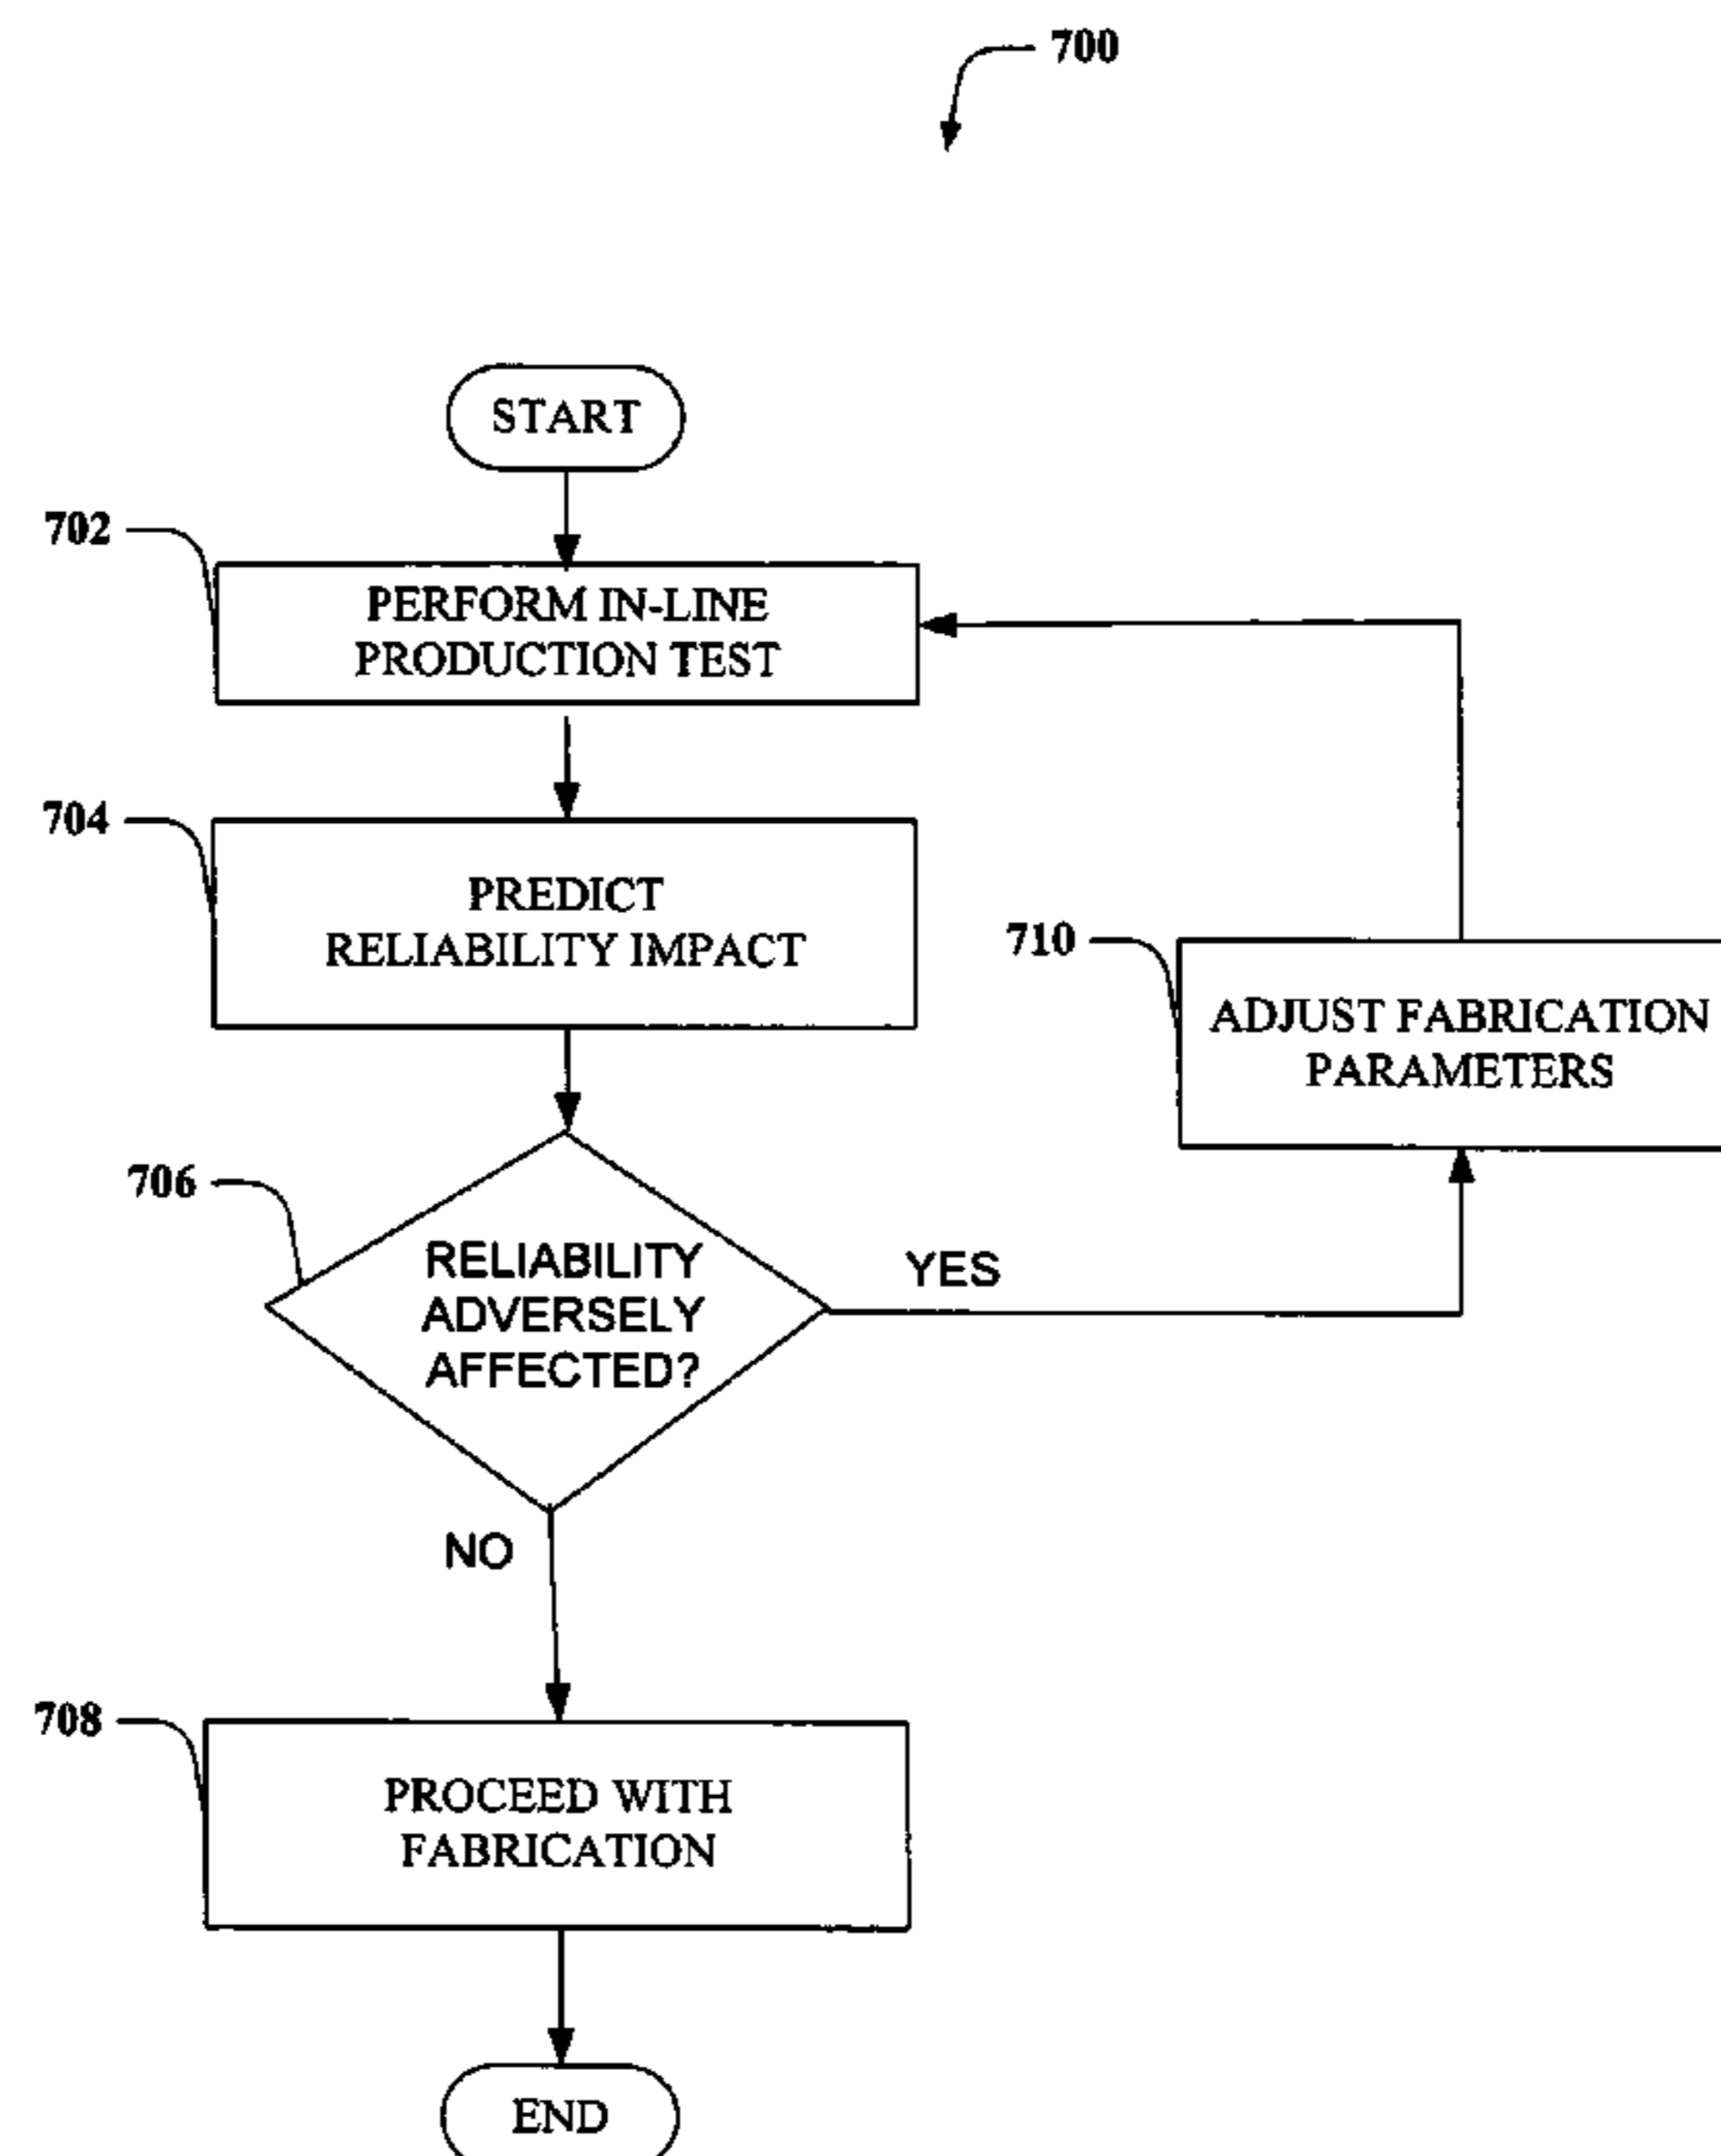 700
START
702
PERFORM IN-LINE
PRODUCTION TEST
704
PREDICT
RELIABILITY IMPACT
710
ADJUST FABRICATION
PARAMETERS
706
RELIABILITY
ADVERSELY
AFFECTED?
YES
NO
708
PROCEED WITH
FABRICATION
END